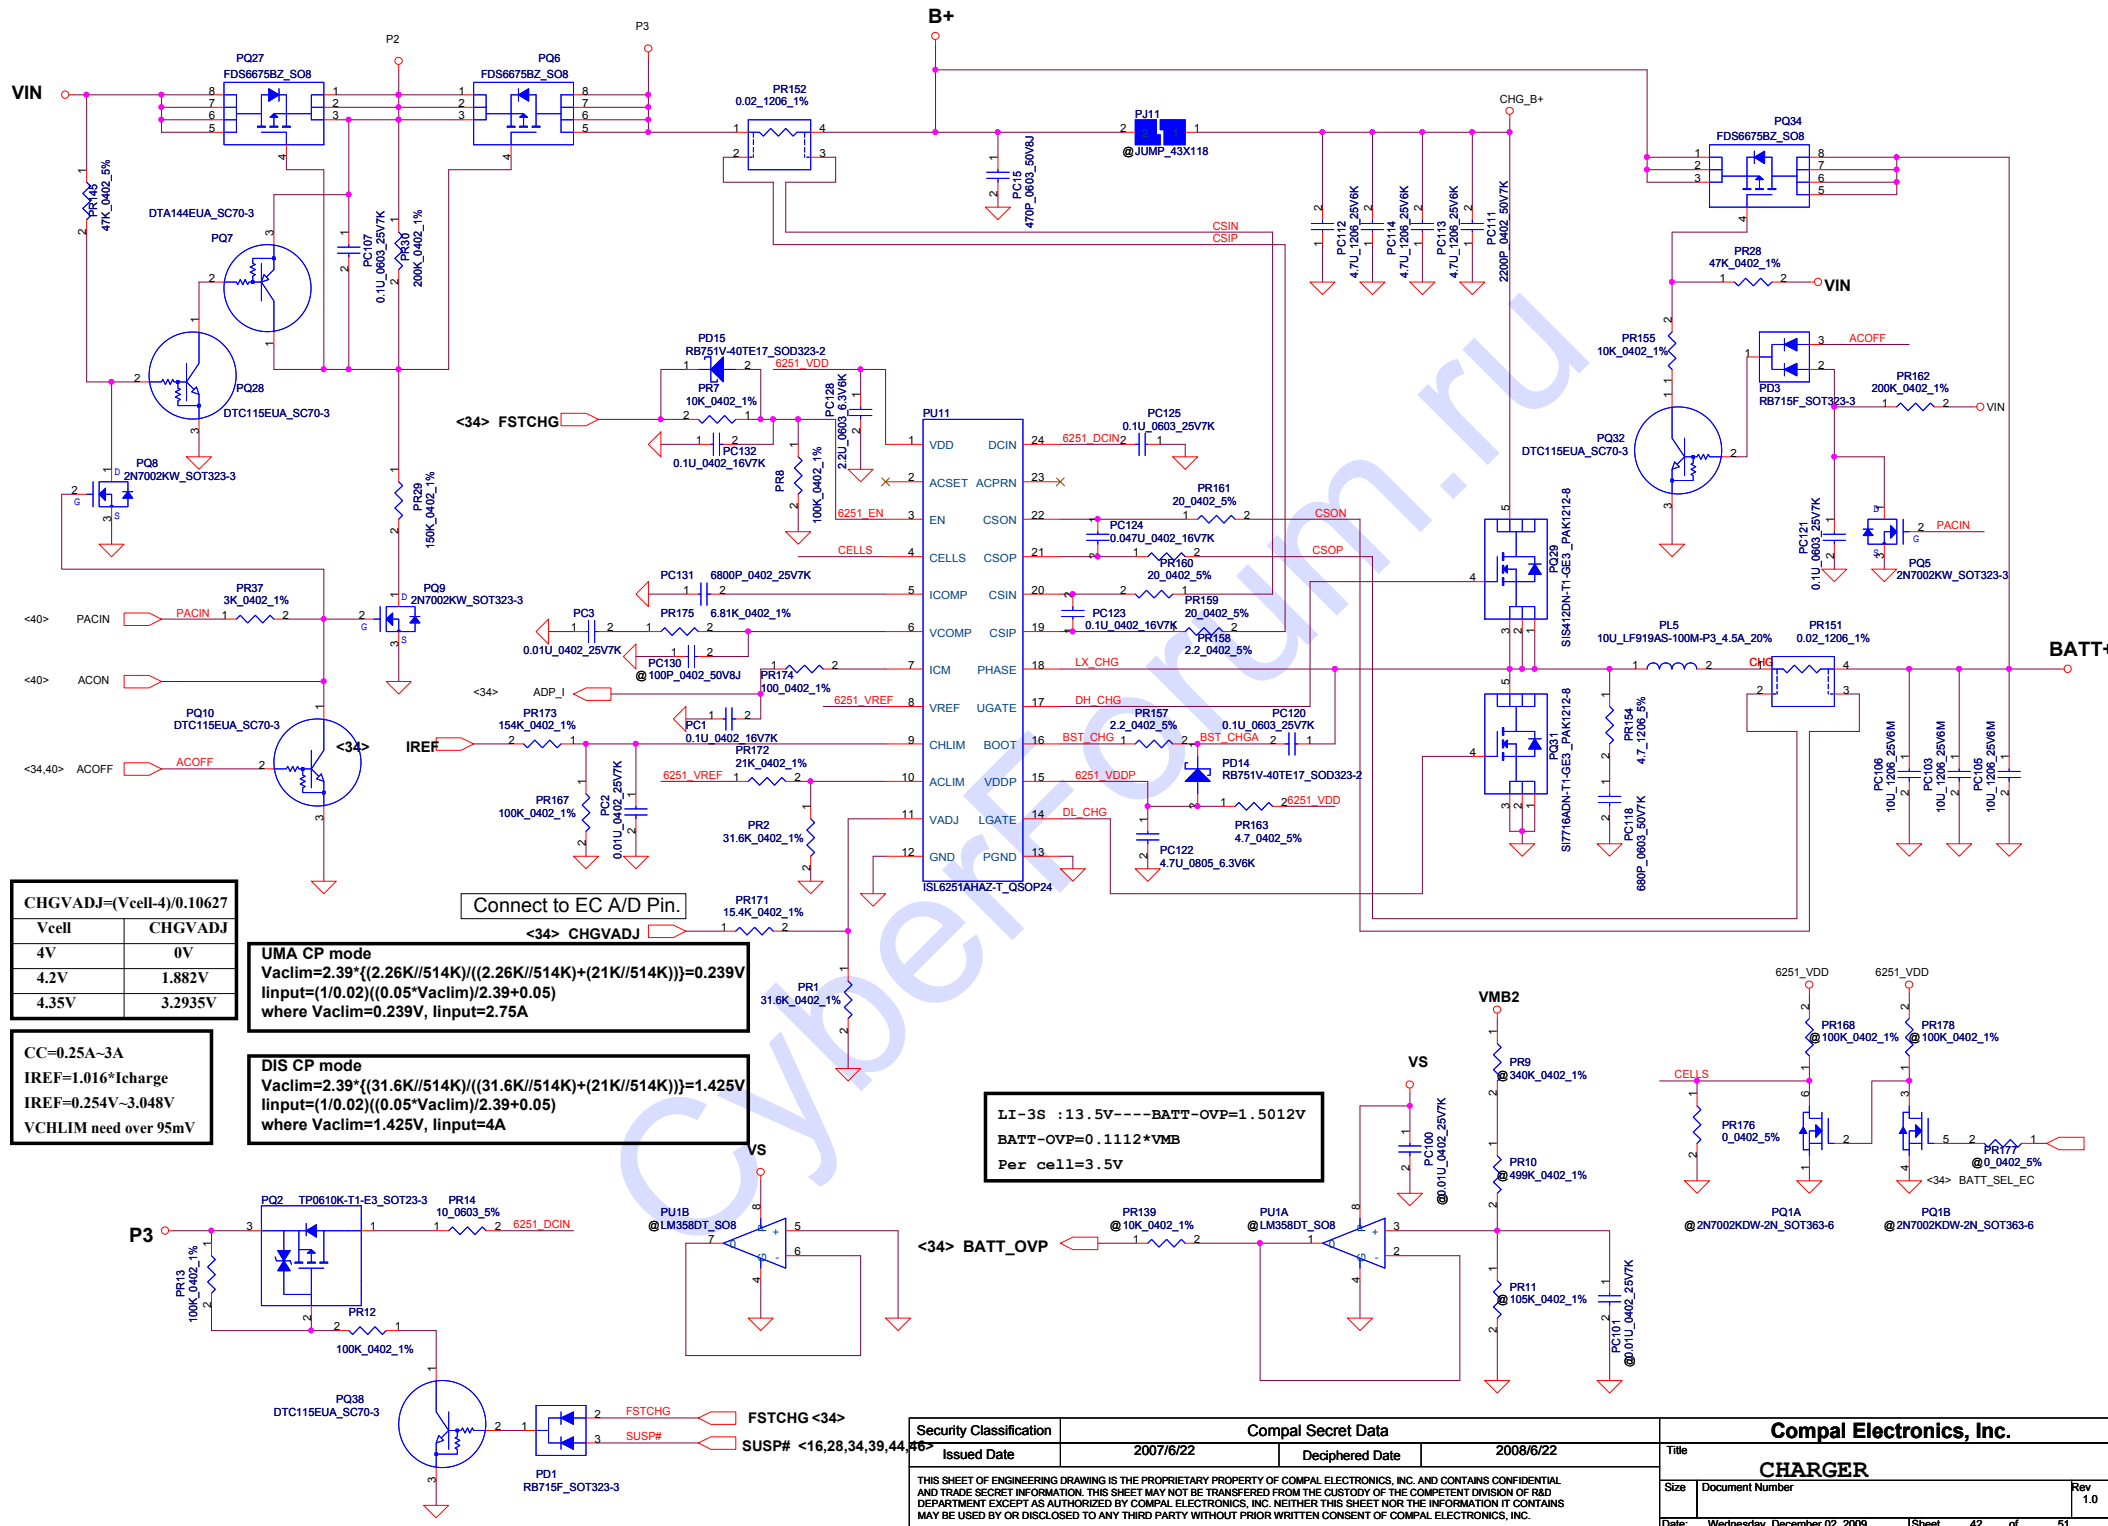 B+
P2
P3
VIN
PQ27
FDS6675BZ_SO8
PQ6
FDS6675BZ_SO8
PR152
0.02_1206_1%
PJ11
@JUMP_43X118
CHG_B+
PQ34
FDS6675BZ_SO8
PR145
47K_0402_5%
DTA144EUA_SC70-3
PQ7
PC107
0.1U_0603_25V7K
PR30
200K_0402_1%
PC15
470P_0603_50V8J
CSIN
CSIP
PC112
4.7U_1206_25V6K
PC114
4.7U_1206_25V6K
PC113
4.7U_1206_25V6K
PC111
2200P_0402_50V7K
PR28
47K_0402_1%
VIN
PR155
10K_0402_1%
ACOFF
PD3
RB715F_SOT323-3
PR162
200K_0402_1%
VIN
PQ28
DTC115EUA_SC70-3
PD15
RB751V-40TE17_SOD323-2
6251_VDD
PR7
10K_0402_1%
PC128
2.2U_0603_6.3V6K
<34> FSTCHG
PC132
0.1U_0402_16V7K
PR8
100K_0402_1%
PU11
VDD
DCIN
ACSET
ACPRN
EN
CSON
CELLS
CSOP
ICOMP
CSIN
VCOMP
CSIP
ICM
PHASE
VREF
UGATE
CHLIM
BOOT
ACLIM
VDDP
VADJ
LGATE
GND
PGND
ISL6251AHAZ-T_QSOP24
6251_DCIN
PC125
0.1U_0603_25V7K
PQ32
DTC115EUA_SC70-3
PQ8
2N7002KW_SOT323-3
PR29
150K_0402_1%
6251_EN
CELLS
PR161
20_0402_5%
CSON
PC124
0.047U_0402_16V7K
CSOP
PR160
20_0402_5%
PC123
0.1U_0402_16V7K
PR159
20_0402_5%
PR158
2.2_0402_5%
PQ29
SIS412DN-T1-GE3_PAK1212-8
PC121
0.1U_0603_25V7K
PACIN
PQ5
2N7002KW_SOT323-3
PC131
6800P_0402_25V7K
PC3
0.01U_0402_25V7K
PR175
6.81K_0402_1%
PC130
@100P_0402_50V8J
<40> PACIN
PACIN
PR37
3K_0402_1%
PQ9
2N7002KW_SOT323-3
<40> ACON
<34> ADP_I
PR174
100_0402_1%
6251_VREF
PC1
0.1U_0402_16V7K
LX_CHG
DH_CHG
PR157
2.2_0402_5%
PC120
0.1U_0603_25V7K
BST_CHG
BST_CHGA
PD14
RB751V-40TE17_SOD323-2
PL5
10U_LF919AS-100M-P3_4.5A_20%
CHG
PR151
0.02_1206_1%
BATT+
PQ10
DTC115EUA_SC70-3
<34,40> ACOFF
ACOFF
<34>
IREF
PR173
154K_0402_1%
PR172
21K_0402_1%
6251_VREF
PR167
100K_0402_1%
PC2
0.01U_0402_25V7K
PR2
31.6K_0402_1%
6251_VDDP
6251_VDD
PR163
4.7_0402_5%
DL_CHG
PC122
4.7U_0805_6.3V6K
PQ31
SI7716ADN-T1-GE3_PAK1212-8
PR154
4.7_1206_5%
PC118
680P_0603_50V7K
PC106
10U_1206_25V6M
PC103
10U_1206_25V6M
PC105
10U_1206_25V6M
CHGVADJ=(Vcell-4)/0.10627
Vcell CHGVADJ
4V 0V
4.2V 1.882V
4.35V 3.2935V
Connect to EC A/D Pin.
<34> CHGVADJ
PR171
15.4K_0402_1%
PR1
31.6K_0402_1%
UMA CP mode
Vaclim=2.39*{(2.26K//514K)/((2.26K//514K)+(21K//514K))}=0.239V
Iinput=(1/0.02)((0.05*Vaclim)/2.39+0.05)
where Vaclim=0.239V, Iinput=2.75A
CC=0.25A~3A
IREF=1.016*Icharge
IREF=0.254V~3.048V
VCHLIM need over 95mV
DIS CP mode
Vaclim=2.39*{(31.6K//514K)/((31.6K//514K)+(21K//514K))}=1.425V
Iinput=(1/0.02)((0.05*Vaclim)/2.39+0.05)
where Vaclim=1.425V, Iinput=4A
LI-3S :13.5V----BATT-OVP=1.5012V
BATT-OVP=0.1112*VMB
Per cell=3.5V
VMB2
VS
PC100
@0.01U_0402_25V7K
PR9
@340K_0402_1%
PR10
@499K_0402_1%
PR11
@105K_0402_1%
PC101
@0.01U_0402_25V7K
6251_VDD
6251_VDD
PR168
@100K_0402_1%
PR178
@100K_0402_1%
CELLS
PR176
0_0402_5%
PR177
@0_0402_5%
<34> BATT_SEL_EC
PQ1A
@2N7002KDW-2N_SOT363-6
PQ1B
@2N7002KDW-2N_SOT363-6
VS
PU1B
@LM358DT_SO8
PR139
@10K_0402_1%
PU1A
@LM358DT_SO8
<34> BATT_OVP
P3
PQ2
TP0610K-T1-E3_SOT23-3
PR14
10_0603_5%
6251_DCIN
PR13
100K_0402_1%
PR12
100K_0402_1%
PQ38
DTC115EUA_SC70-3
FSTCHG
SUSP#
FSTCHG <34>
SUSP# <16,28,34,39,44,46>
PD1
RB715F_SOT323-3
CyberForum.ru
Security Classification
Compal Secret Data
Issued Date
2007/6/22
Deciphered Date
2008/6/22
THIS SHEET OF ENGINEERING DRAWING IS THE PROPRIETARY PROPERTY OF COMPAL ELECTRONICS, INC. AND CONTAINS CONFIDENTIAL
AND TRADE SECRET INFORMATION. THIS SHEET MAY NOT BE TRANSFERED FROM THE CUSTODY OF THE COMPETENT DIVISION OF R&D
DEPARTMENT EXCEPT AS AUTHORIZED BY COMPAL ELECTRONICS, INC. NEITHER THIS SHEET NOR THE INFORMATION IT CONTAINS
MAY BE USED BY OR DISCLOSED TO ANY THIRD PARTY WITHOUT PRIOR WRITTEN CONSENT OF COMPAL ELECTRONICS, INC.
Compal Electronics, Inc.
Title
CHARGER
Size Document Number Rev
1.0
Date: Wednesday, December 02, 2009 Sheet 42 of 51